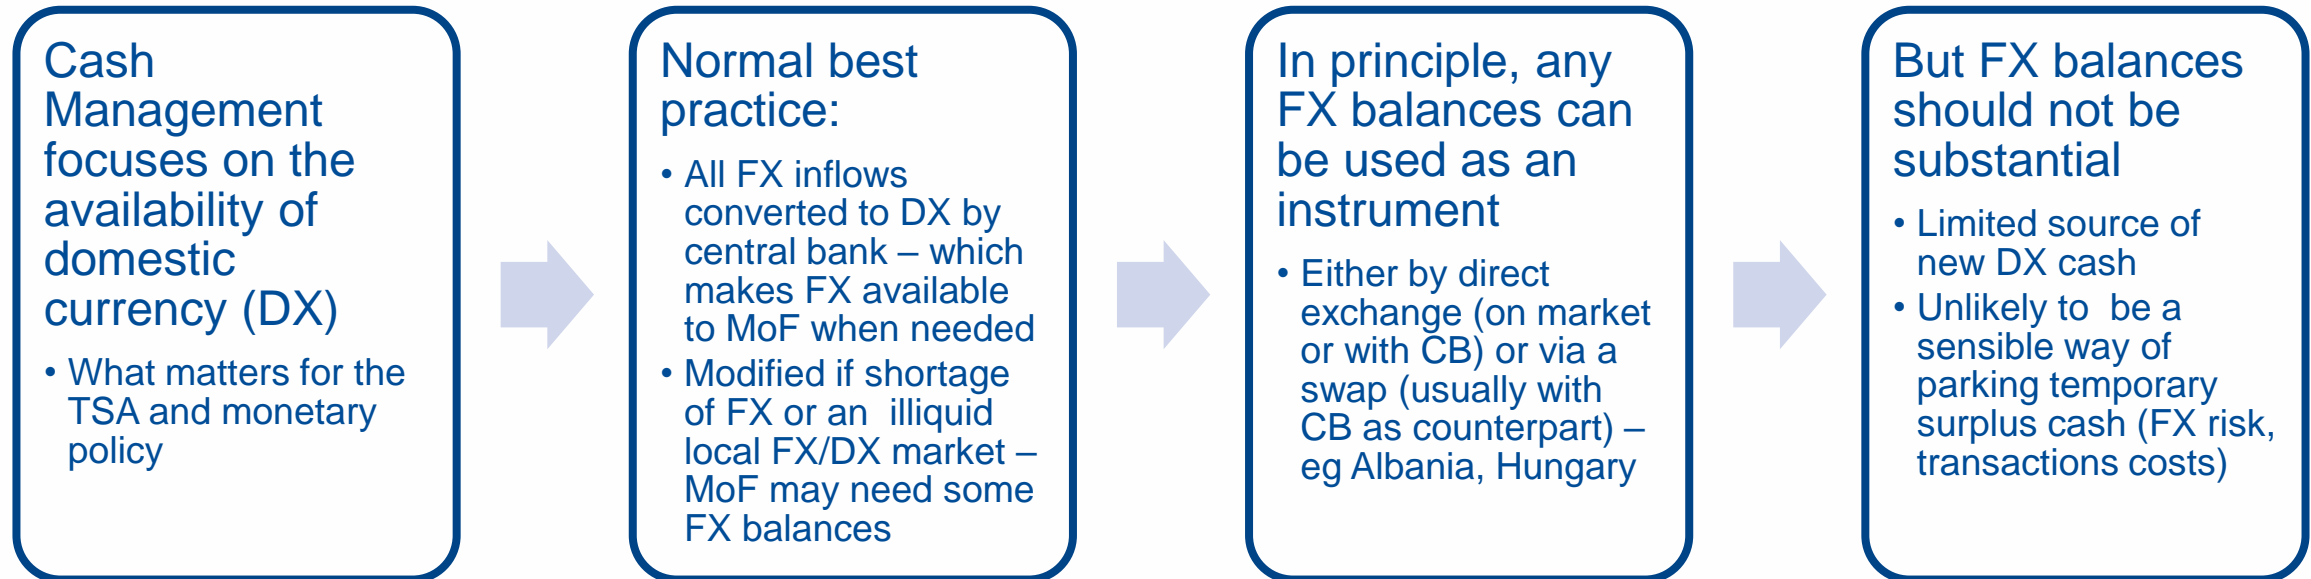 Cash
Management
focuses on the
availability of
domestic
currency (DX)
• What matters for the
TSA and monetary
policy
Normal best
practice:
• All FX inflows
converted to DX by
central bank – which
makes FX available
to MoF when needed
• Modified if shortage
of FX or an  illiquid
local FX/DX market –
MoF may need some
FX balances
In principle, any
FX balances can
be used as an
instrument
• Either by direct
exchange (on market
or with CB) or via a
swap (usually with
CB as counterpart) –
eg Albania, Hungary
But FX balances
should not be
substantial
• Limited source of
new DX cash
• Unlikely to  be a
sensible way of
parking temporary
surplus cash (FX risk,
transactions costs)